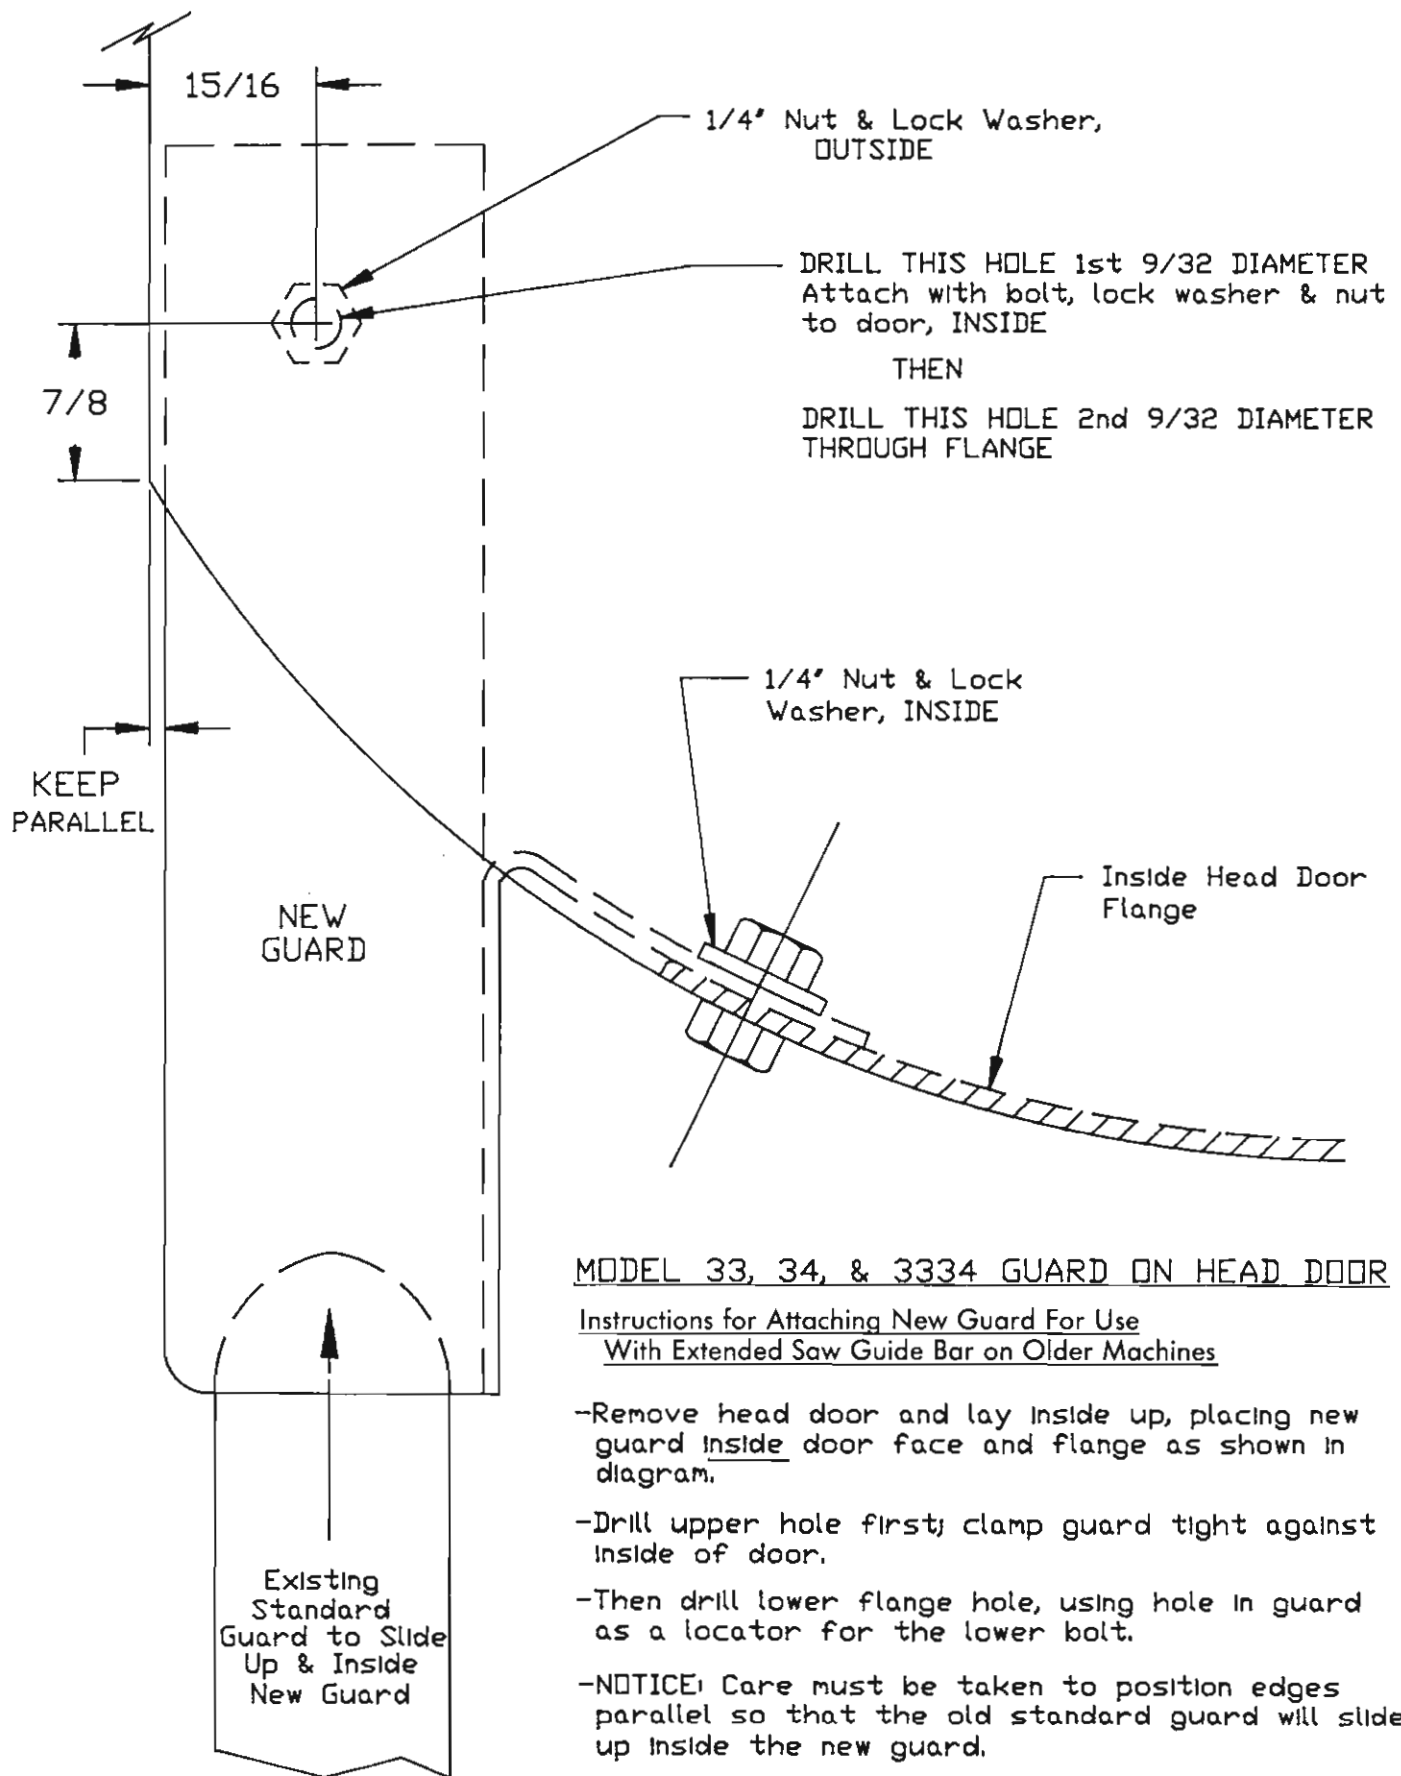 15/16
1/4" Nut & Lock Washer,
OUTSIDE
DRILL THIS HOLE 1st 9/32 DIAMETER
Attach with bolt, lock washer & nut
to door, INSIDE
THEN
DRILL THIS HOLE 2nd 9/32 DIAMETER
THROUGH FLANGE
7/8
1/4" Nut & Lock
Washer, INSIDE
KEEP
PARALLEL
Inside Head Door
Flange
NEW
GUARD
MODEL 33, 34, & 3334 GUARD ON HEAD DOOR
Instructions for Attaching New Guard For Use
With Extended Saw Guide Bar on Older Machines
-Remove head door and lay inside up, placing new
guard inside door face and flange as shown in
diagram.
-Drill upper hole first; clamp guard tight against
inside of door.
-Then drill lower flange hole, using hole in guard
as a locator for the lower bolt.
-NOTICE: Care must be taken to position edges
parallel so that the old standard guard will slide
up inside the new guard.
Existing
Standard
Guard to Slide
Up & Inside
New Guard